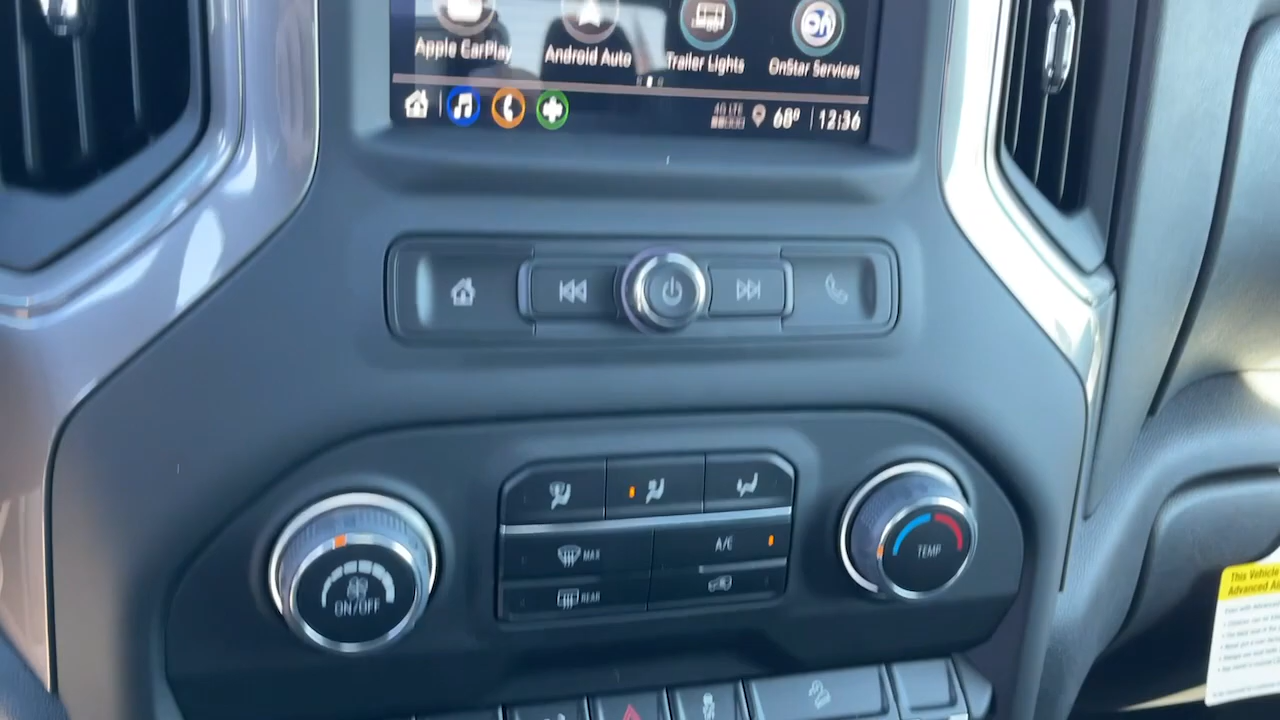 Apple CarPlay
Android Auto
Trailer Lights
OnStar Services
4G LTE
68°
12:36
MAX
A/C
REAR
ON/OFF
TEMP
This Vehicle
Advanced